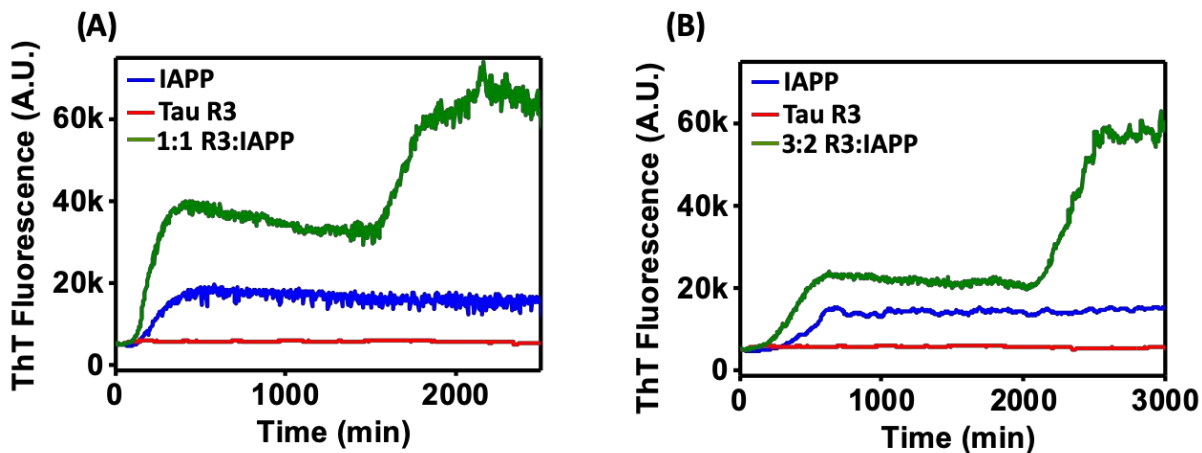 (A)
ThT Fluorescence (A.U.)
IAPP
Tau R3
1:1 R3:IAPP
60k
40k
20k
0
0 1000 2000
Time (min)
(B)
ThT Fluorescence (A.U.)
IAPP
Tau R3
3:2 R3:IAPP
60k
40k
20k
0
0 1000 2000 3000
Time (min)